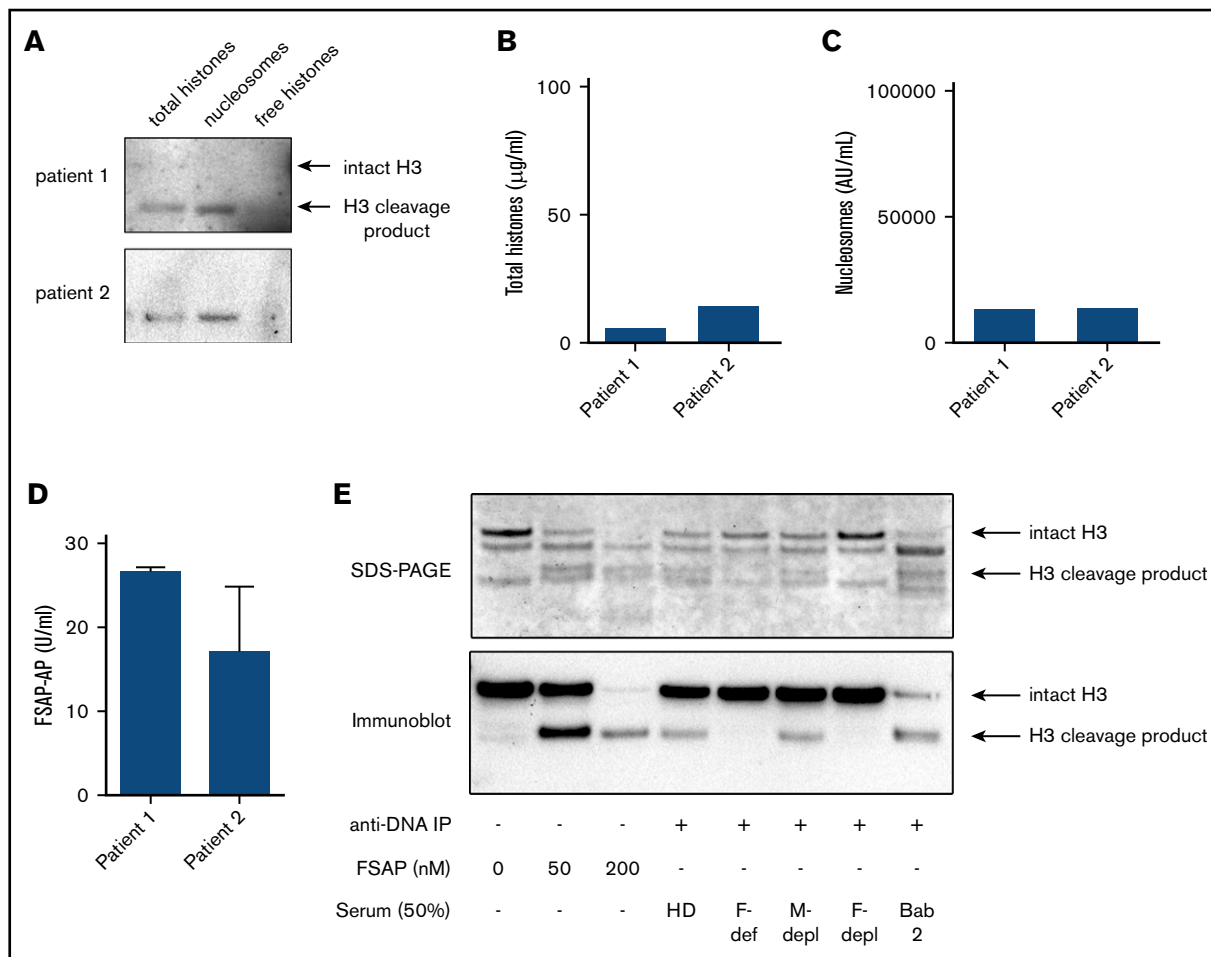 A
total histones
nucleosomes
free histones
patient 1
intact H3
H3 cleavage
product
patient 2
B
Total histones (μg/ml)
100
50
0
Patient 1
Patient 2
C
Nucleosomes (AU/mL)
100000
50000
0
Patient 1
Patient 2
D
FSAP-AP (U/ml)
30
20
10
0
Patient 1
Patient 2
E
SDS-PAGE
intact H3
H3 cleavage product
Immunoblot
intact H3
H3 cleavage product
anti-DNA IP - - - + + + + +
FSAP (nM) 0 50 200 - - - - -
Serum (50%) - - - HD F- M- F- Bab
def depl depl 2